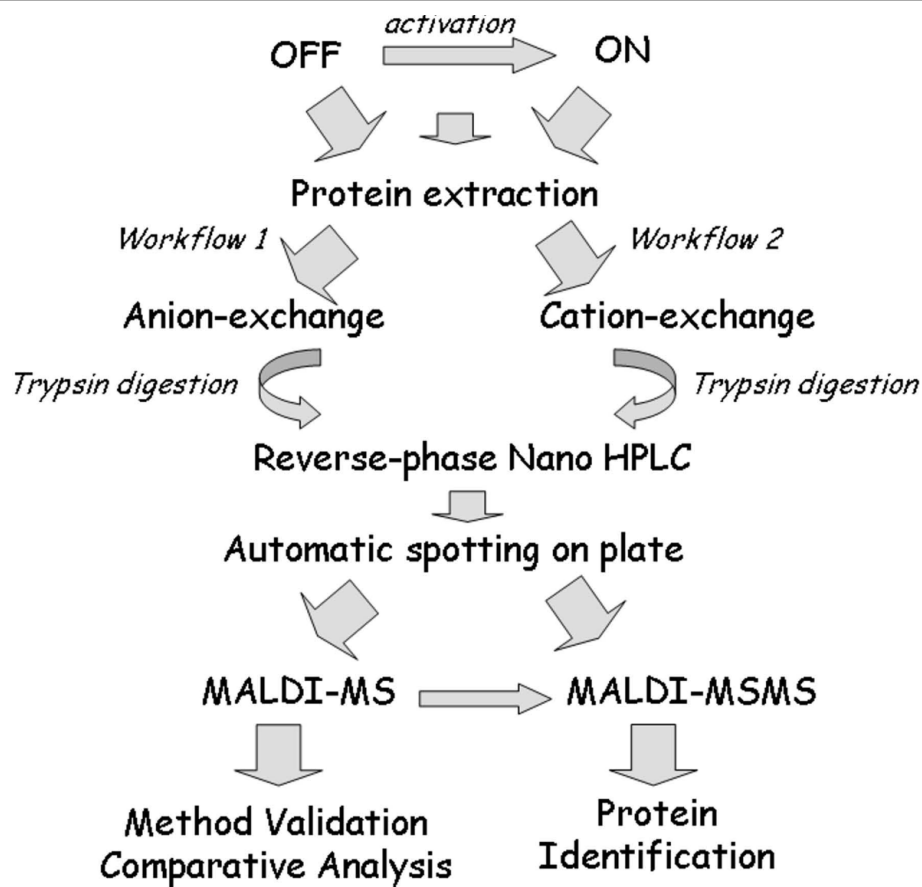 activation
OFF ON
Protein extraction
Workflow 1 Workflow 2
Anion-exchange Cation-exchange
Trypsin digestion Trypsin digestion
Reverse-phase Nano HPLC
Automatic spotting on plate
MALDI-MS MALDI-MSMS
Method Validation
Comparative Analysis
Protein
Identification